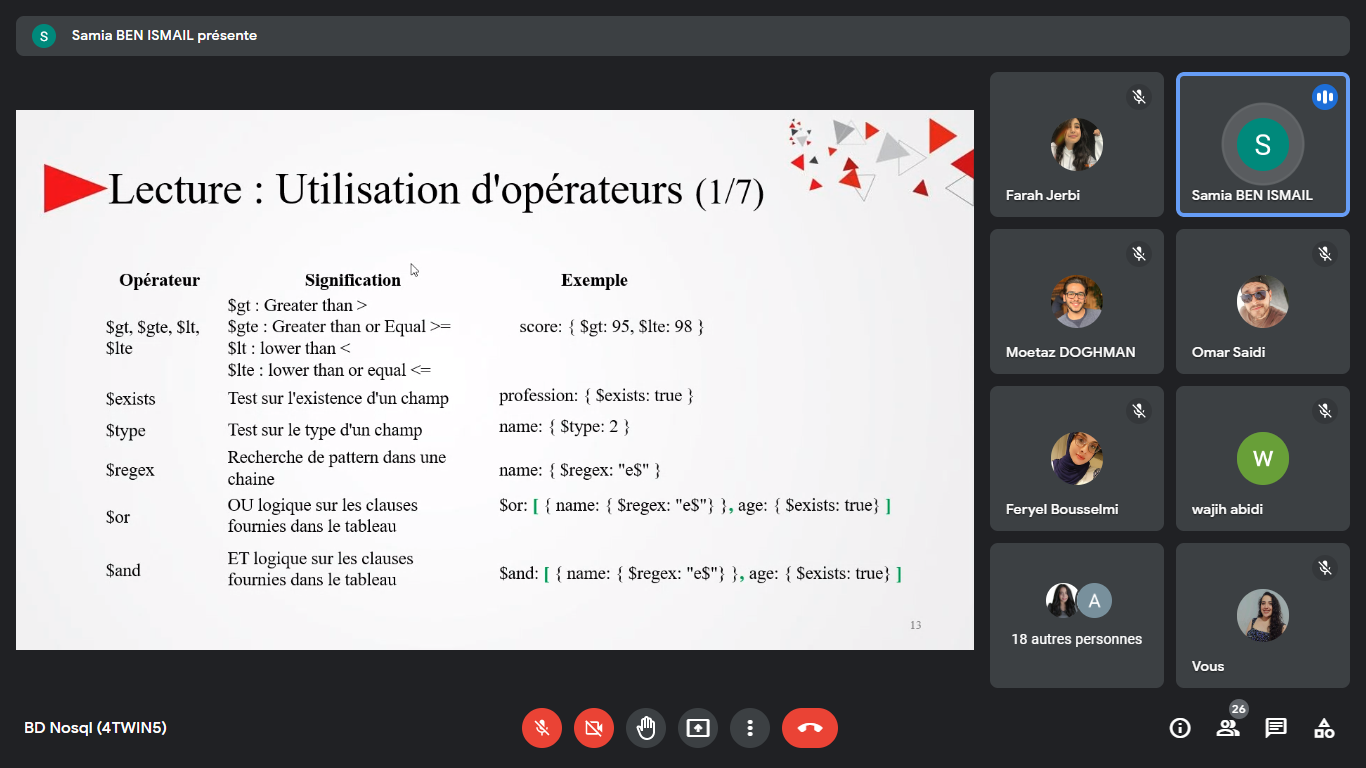 S Samia BEN ISMAIL présente
Lecture : Utilisation d'opérateurs (1/7)
Opérateur Signification Exemple
$gt, $gte, $lt,
$lte
$gt : Greater than >
$gte : Greater than or Equal >=
$lt : lower than <
$lte : lower than or equal <=
score: { $gt: 95, $lte: 98 }
$exists Test sur l'existence d'un champ profession: { $exists: true }
$type Test sur le type d'un champ name: { $type: 2 }
$regex
Recherche de pattern dans une
chaine
name: { $regex: "e$" }
$or
OU logique sur les clauses
fournies dans le tableau
$or: [ { name: { $regex: "e$"} }, age: { $exists: true} ]
$and
ET logique sur les clauses
fournies dans le tableau
$and: [ { name: { $regex: "e$"} }, age: { $exists: true} ]
13
Farah Jerbi
S
Samia BEN ISMAIL
Moetaz DOGHMAN
Omar Saidi
Feryel Bousselmi
W
wajih abidi
A
18 autres personnes
Vous
BD Nosql (4TWIN5)
26